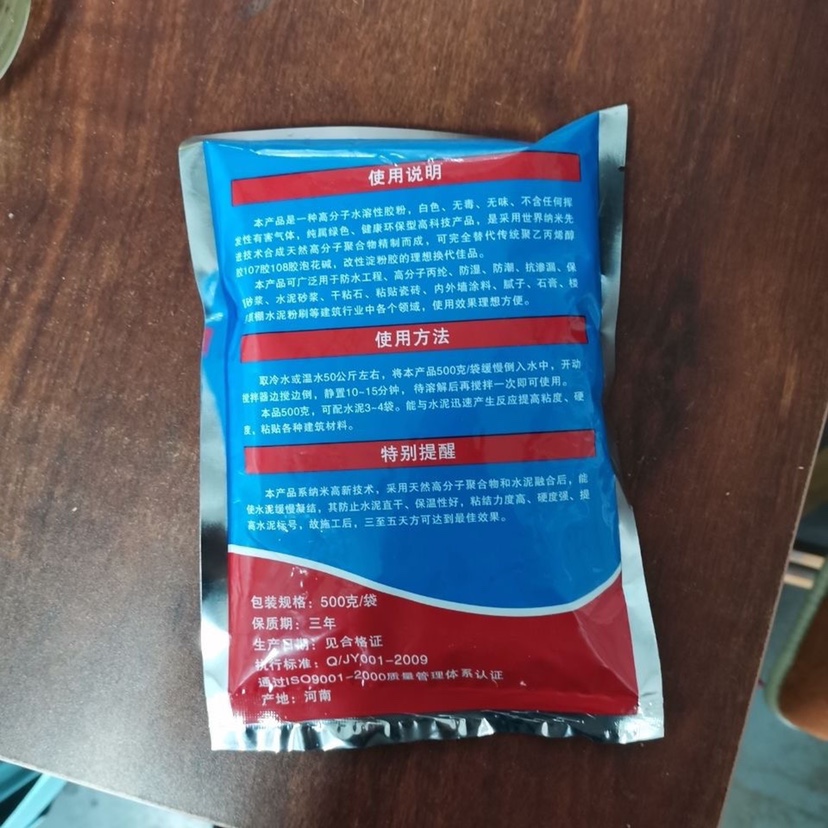 使用说明
本产品是一种高分子水溶性胶粉，白色、无毒、无味、不含任何挥
发性有害气体，纯属绿色、健康环保型高科技产品，是采用世界纳米先
进技术合成天然高分子聚合物精制而成，可完全替代传统聚乙丙烯醇
胶107胶108胶泡花碱，改性淀粉胶的理想换代佳品。
本产品可广泛用于防水工程、高分子丙纶、防湿、防潮、抗渗漏、保
砂浆、水泥砂浆、干粘石、粘贴瓷砖、内外墙涂料、腻子、石膏、楼
顶棚水泥粉刷等建筑行业中各个领域，使用效果理想方便。
使用方法
取冷水或温水50公斤左右，将本产品500克/袋缓慢倒入水中，开动
搅拌器边搅边倒，静置10~15分钟，待溶解后再搅拌一次即可使用。
本品500克，可配水泥3~4袋。能与水泥迅速产生反应提高粘度、硬
度，粘贴各种建筑材料。
特别提醒
本产品系纳米高新技术，采用天然高分子聚合物和水泥融合后，能
使水泥缓慢凝结，其防止水泥直干、保温性好，粘结力度高、硬度强、提
高水泥标号，故施工后，三至五天方可达到最佳效果。
包装规格：500克/袋
保质期：三年
生产日期：见合格证
执行标准：Q/JY001-2009
通过ISO9001-2000质量管理体系认证
产地：河南